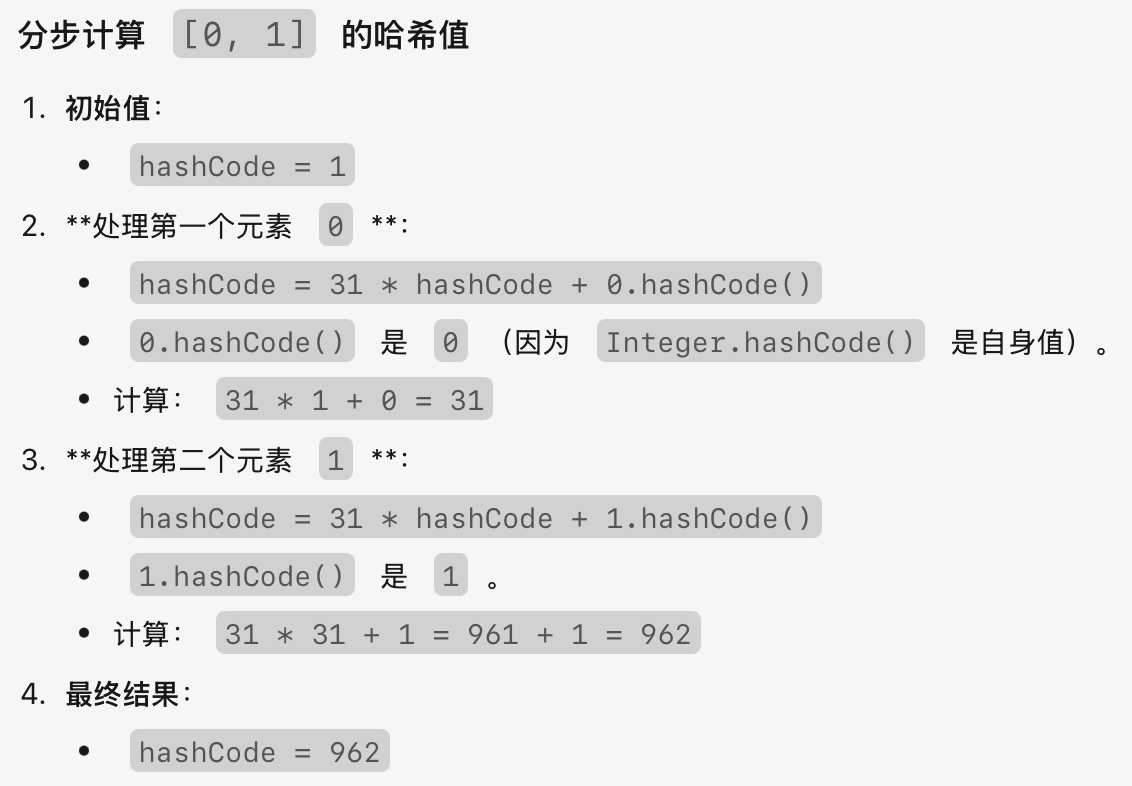 分步计算 [0, 1] 的哈希值
1. 初始值：
• hashCode = 1
2. **处理第一个元素 0 **：
• hashCode = 31 * hashCode + 0.hashCode()
• 0.hashCode() 是 0 （因为 Integer.hashCode() 是自身值）。
• 计算： 31 * 1 + 0 = 31
3. **处理第二个元素 1 **：
• hashCode = 31 * hashCode + 1.hashCode()
• 1.hashCode() 是 1 。
• 计算： 31 * 31 + 1 = 961 + 1 = 962
4. 最终结果：
• hashCode = 962